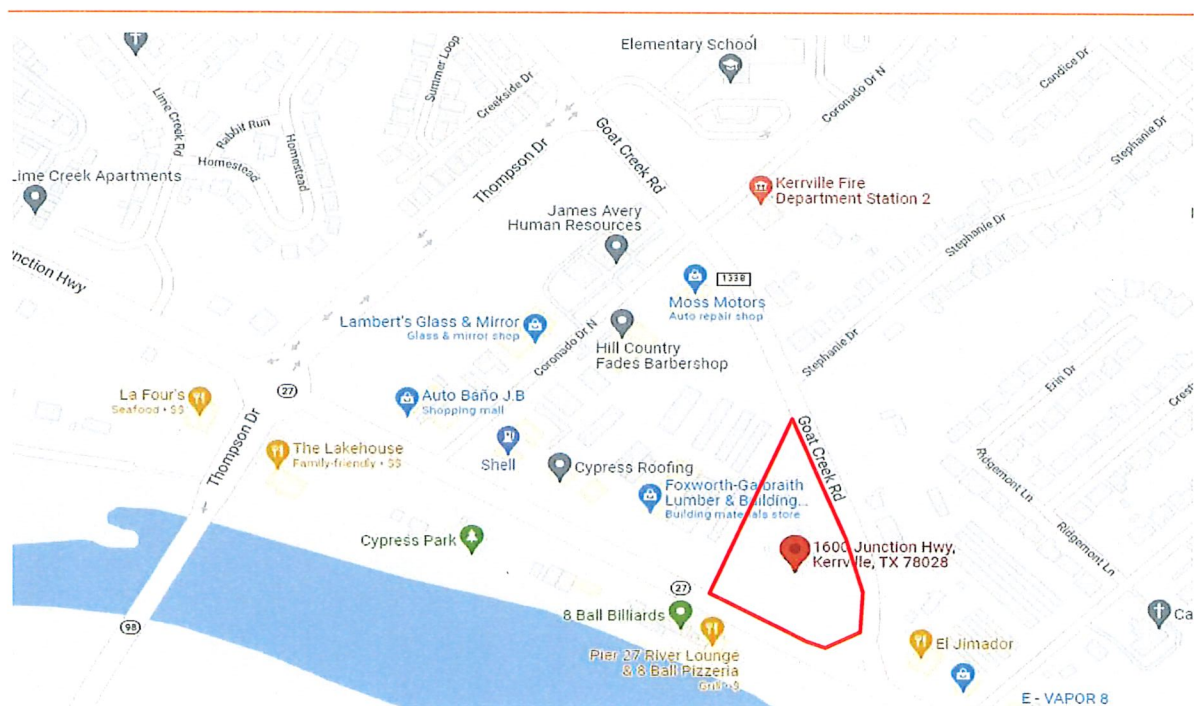 Elementary School
Summer Loop
Creekside Dr
Candice Dr
Coronado Dr N
Lime Creek Rd
Rabbit Run
Homestead
Homestead
Goat Creek Rd
Stephanie Dr
Thompson Dr
Lime Creek Apartments
Kerrville Fire
Department Station 2
James Avery
Human Resources
Stephanie Dr
Junction Hwy
1338
Moss Motors
Auto repair shop
Lambert's Glass & Mirror
Glass & mirror shop
Coronado Dr N
Hill Country
Fades Barbershop
Stephanie Dr
Erin Dr
Crest
27
La Four's
Seafood • $$
Auto Baño J.B
Shopping mall
Thompson Dr
The Lakehouse
Family-friendly • $$
Shell
Goat Creek Rd
Cypress Roofing
Ridgemont Ln
Foxworth-Galbraith
Lumber & Building...
Building materials store
Ridgemont Ln
Cypress Park
1600 Junction Hwy,
Kerrville, TX 78028
27
8 Ball Billiards
Ca
98
El Jimador
Pier 27 River Lounge
& 8 Ball Pizzeria
Grill • $
E - VAPOR 8